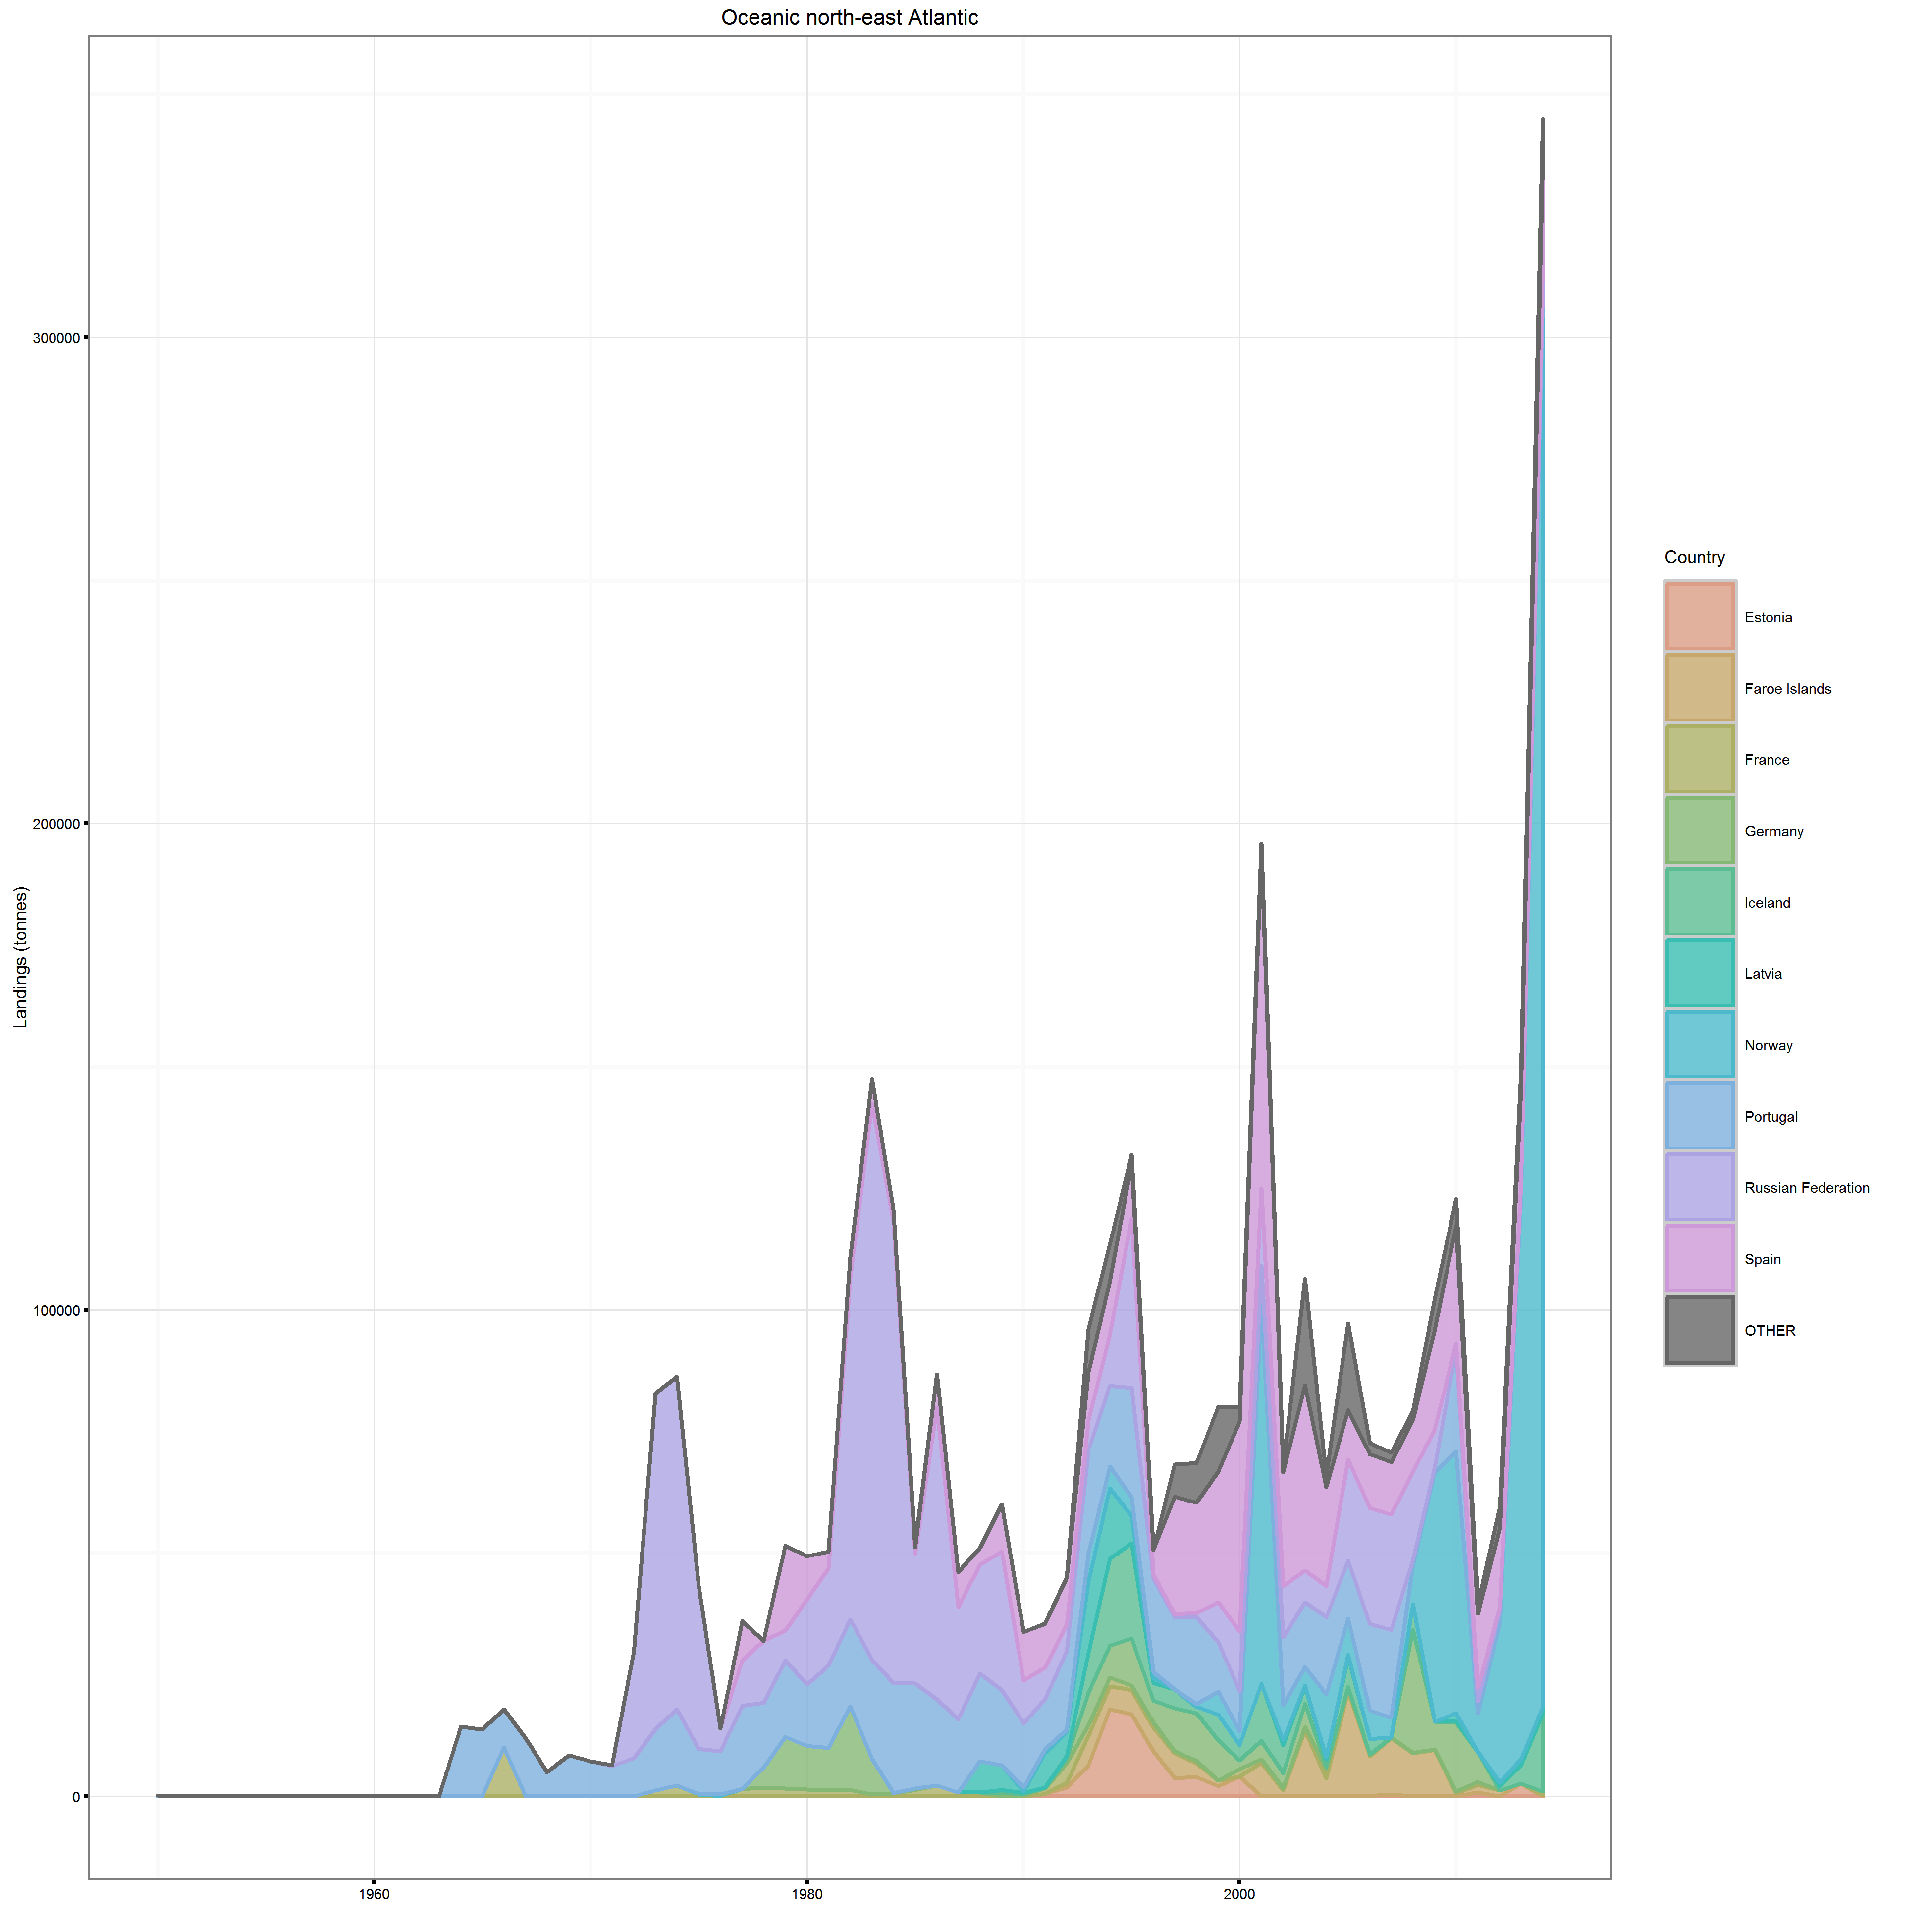 Oceanic north-east Atlantic
Landings (tonnes)
300000
200000
100000
0
1960
1980
2000
Country
Estonia
Faroe Islands
France
Germany
Iceland
Latvia
Norway
Portugal
Russian Federation
Spain
OTHER